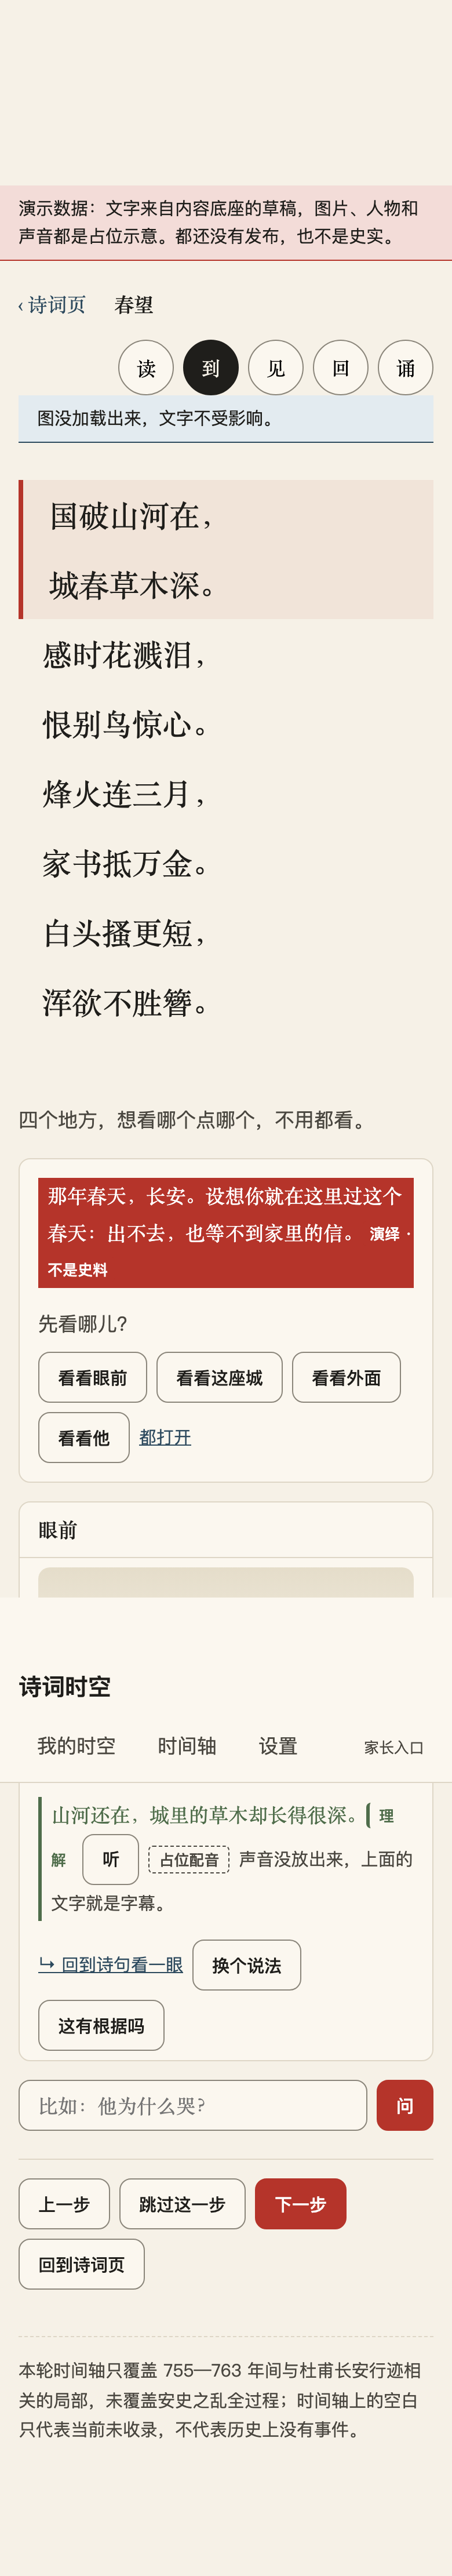 演示数据：文字来自内容底座的草稿，图片、人物和
声音都是占位示意。都还没有发布，也不是史实。
‹ 诗词页 春望
读 到 见 回 诵
图没加载出来，文字不受影响。
国破山河在，
城春草木深。
感时花溅泪，
恨别鸟惊心。
烽火连三月，
家书抵万金。
白头搔更短，
浑欲不胜簪。
四个地方，想看哪个点哪个，不用都看。
那年春天，长安。设想你就在这里过这个
春天：出不去，也等不到家里的信。 演绎 ·
不是史料
先看哪儿?
看看眼前 看看这座城 看看外面
看看他 都打开
眼前
诗词时空
我的时空 时间轴 设置 家长入口
山河还在，城里的草木却长得很深。 理
解 听 占位配音 声音没放出来，上面的
文字就是字幕。
↳ 回到诗句看一眼 换个说法
这有根据吗
比如：他为什么哭? 问
上一步 跳过这一步 下一步
回到诗词页
本轮时间轴只覆盖 755—763 年间与杜甫长安行迹相
关的局部，未覆盖安史之乱全过程；时间轴上的空白
只代表当前未收录，不代表历史上没有事件。